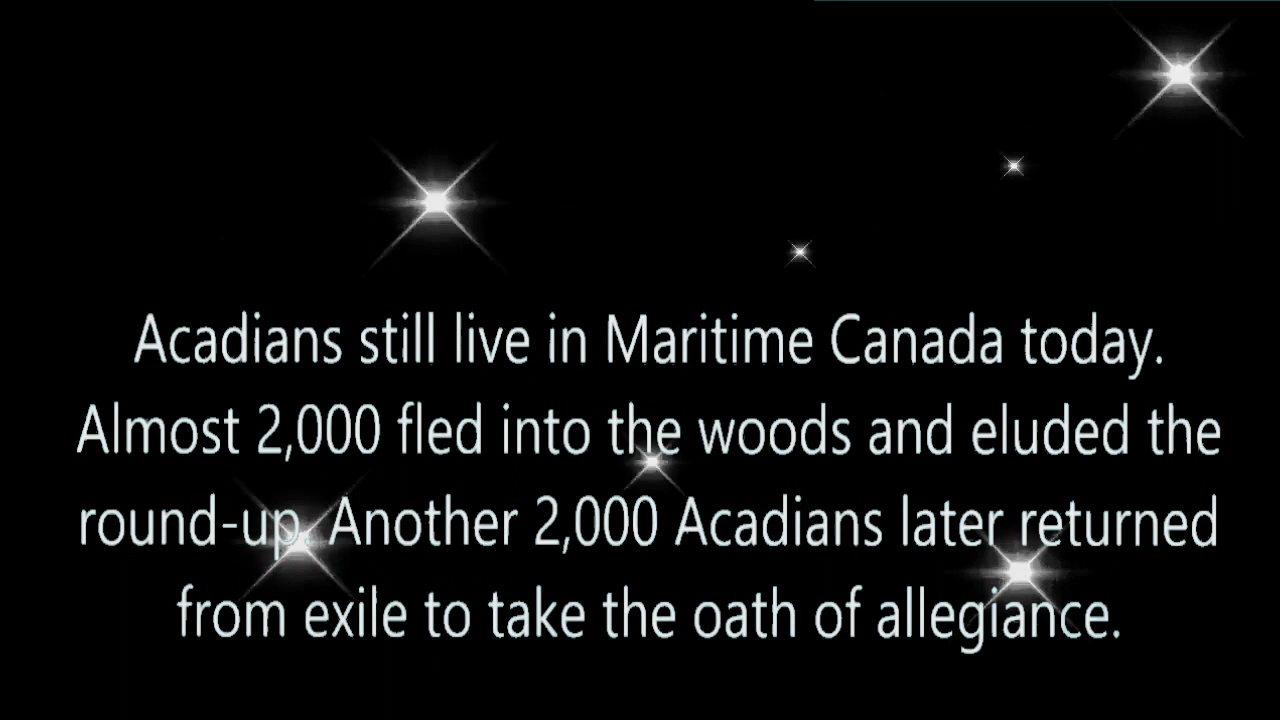 Acadians still live in Maritime Canada today.
Almost 2,000 fled into the woods and eluded the
round-up. Another 2,000 Acadians later returned
from exile to take the oath of allegiance.